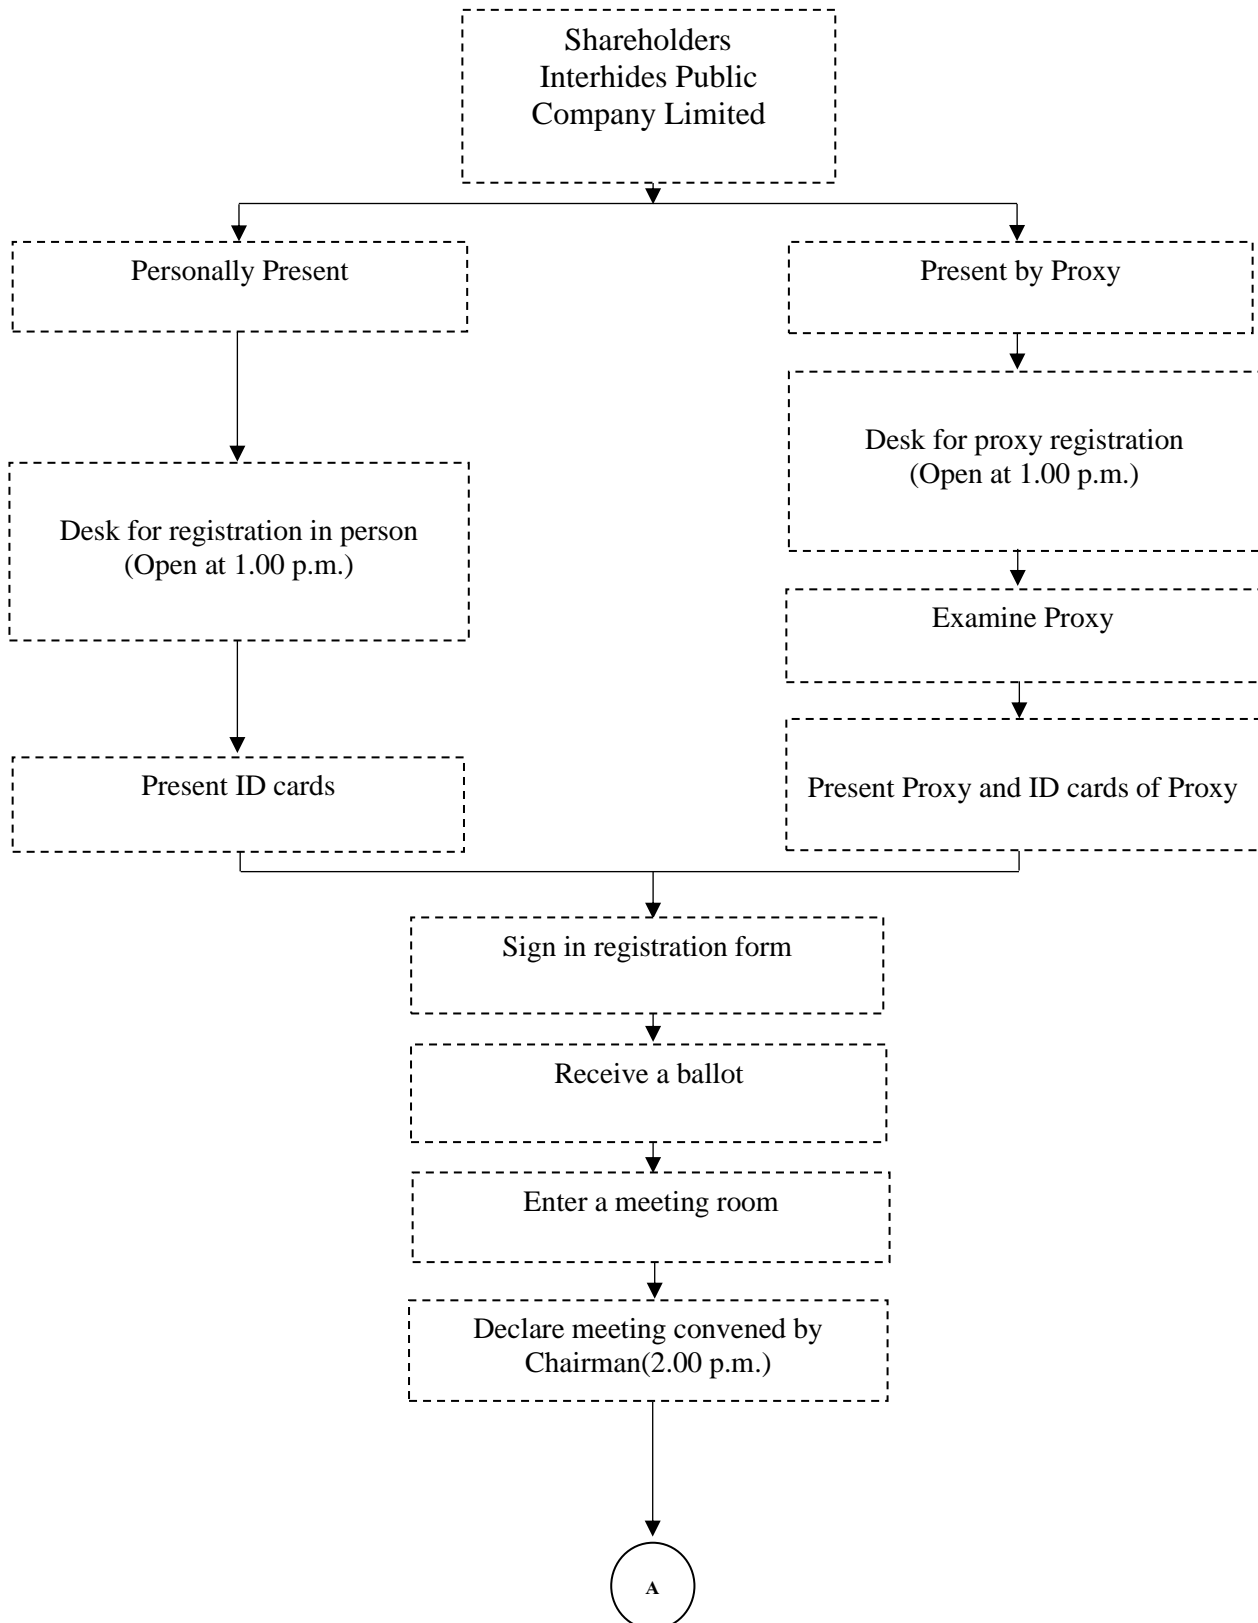 Shareholders
Interhides Public
Company Limited
Personally Present
Present by Proxy
Desk for proxy registration
(Open at 1.00 p.m.)
Desk for registration in person
(Open at 1.00 p.m.)
Examine Proxy
Present ID cards
Present Proxy and ID cards of Proxy
Sign in registration form
Receive a ballot
Enter a meeting room
Declare meeting convened by
Chairman(2.00 p.m.)
A